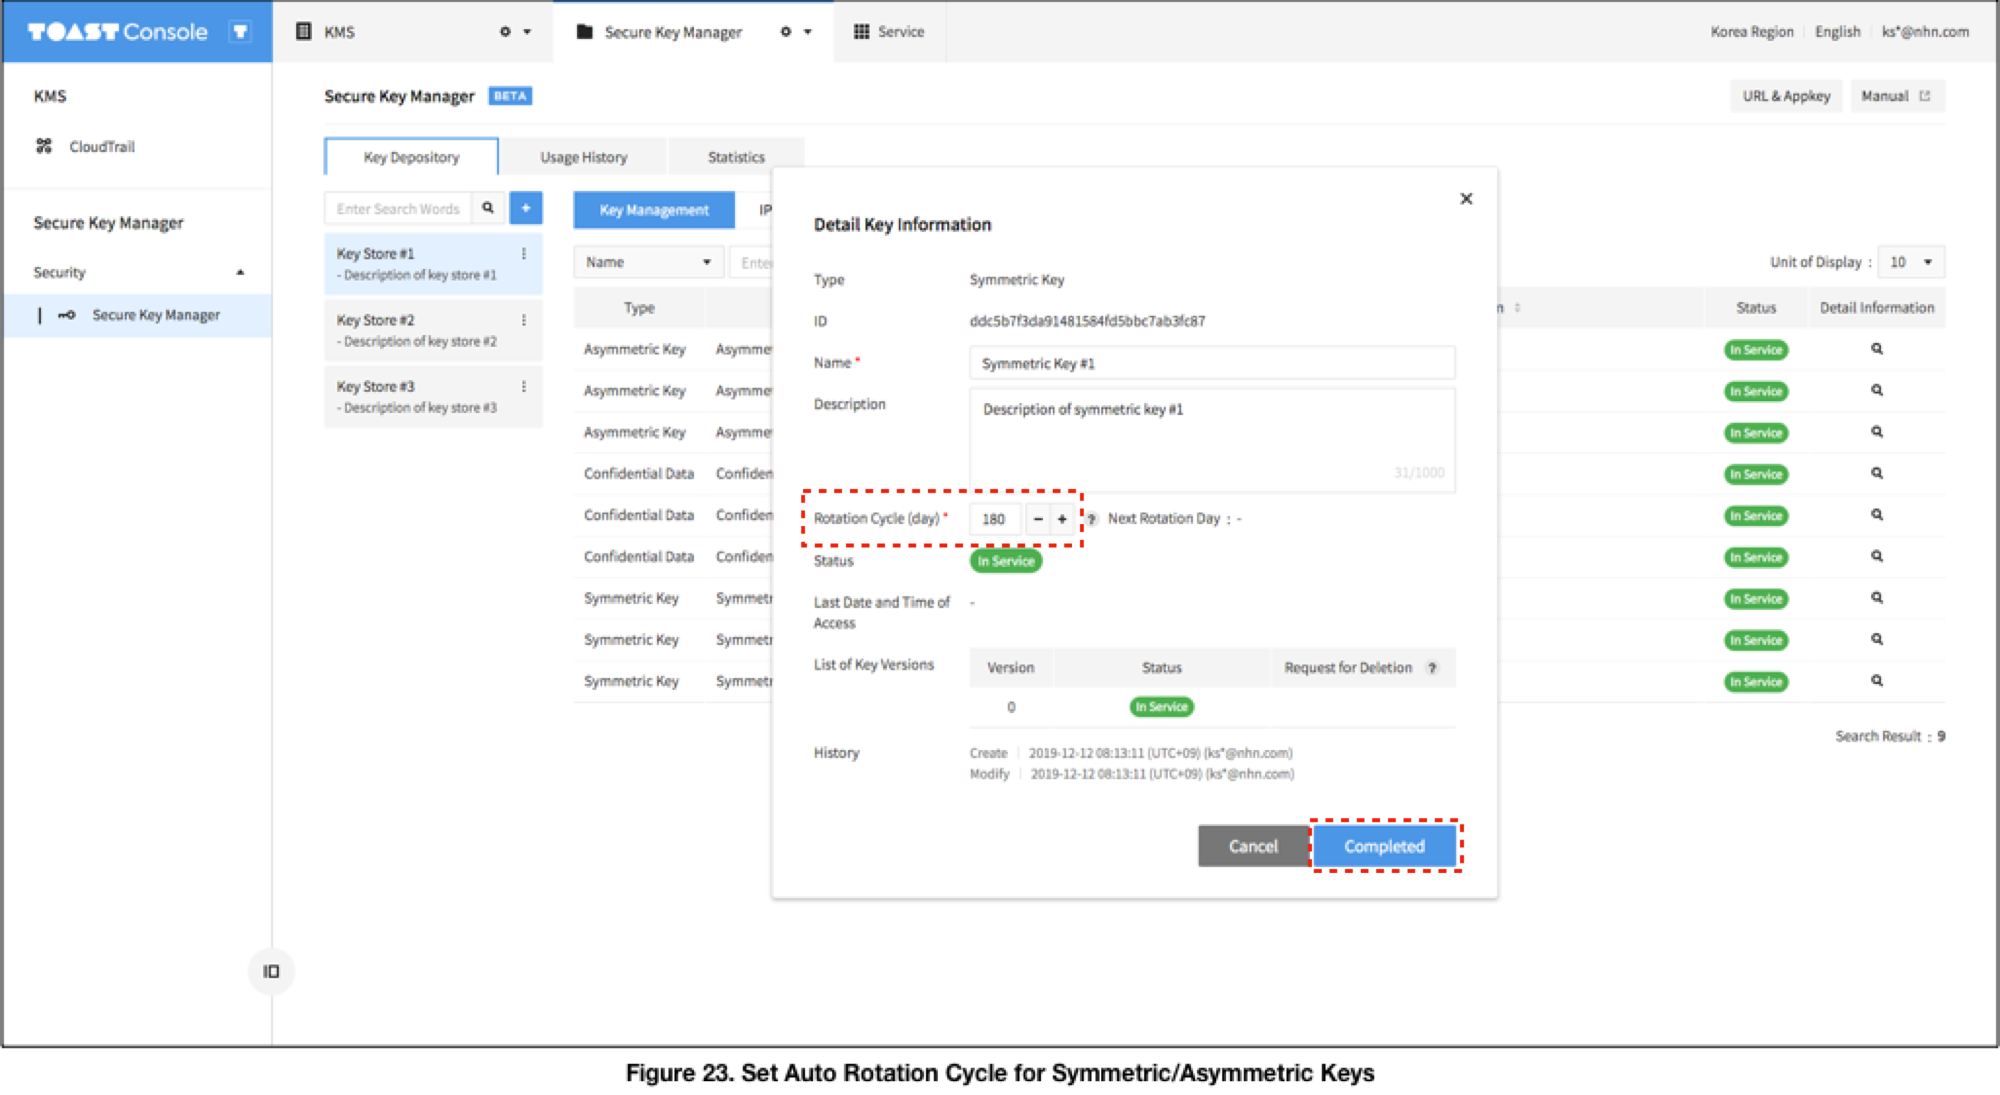 TOAST Console
KMS
Secure Key Manager
Service
Korea Region
English
ks*@nhn.com
KMS
CloudTrail
Secure Key Manager
Security
Secure Key Manager
Secure Key Manager BETA
URL & Appkey
Manual
Key Depository
Usage History
Statistics
Enter Search Words
+
Key Management
IP
Key Store #1
- Description of key store #1
Key Store #2
- Description of key store #2
Key Store #3
- Description of key store #3
Name
Unit of Display : 10
Type
Status
Detail Information
Asymmetric Key
In Service
Asymmetric Key
In Service
Asymmetric Key
In Service
Confidential Data
In Service
Confidential Data
In Service
Confidential Data
In Service
Symmetric Key
In Service
Symmetric Key
In Service
Symmetric Key
In Service
Search Result : 9
Detail Key Information
Type
Symmetric Key
ID
ddc5b7f3da91481584fd5bbc7ab3fc87
Name *
Symmetric Key #1
Description
Description of symmetric key #1
31/1000
Rotation Cycle (day) *
180
- +
? Next Rotation Day : -
Status
In Service
Last Date and Time of
Access
-
List of Key Versions
Version
Status
Request for Deletion ?
0
In Service
History
Create | 2019-12-12 08:13:11 (UTC+09) (ks*@nhn.com)
Modify | 2019-12-12 08:13:11 (UTC+09) (ks*@nhn.com)
Cancel
Completed
Figure 23. Set Auto Rotation Cycle for Symmetric/Asymmetric Keys